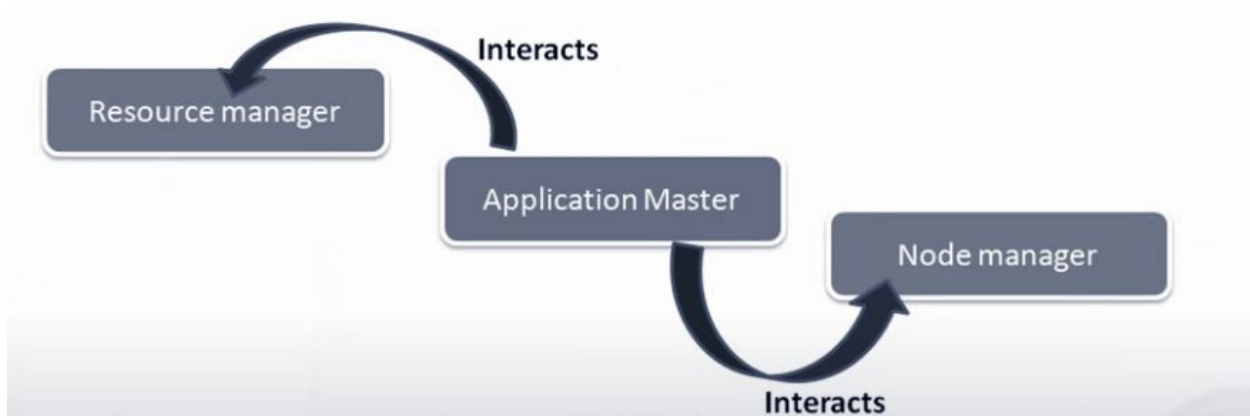 Interacts
Resource manager
Application Master
Node manager
Interacts